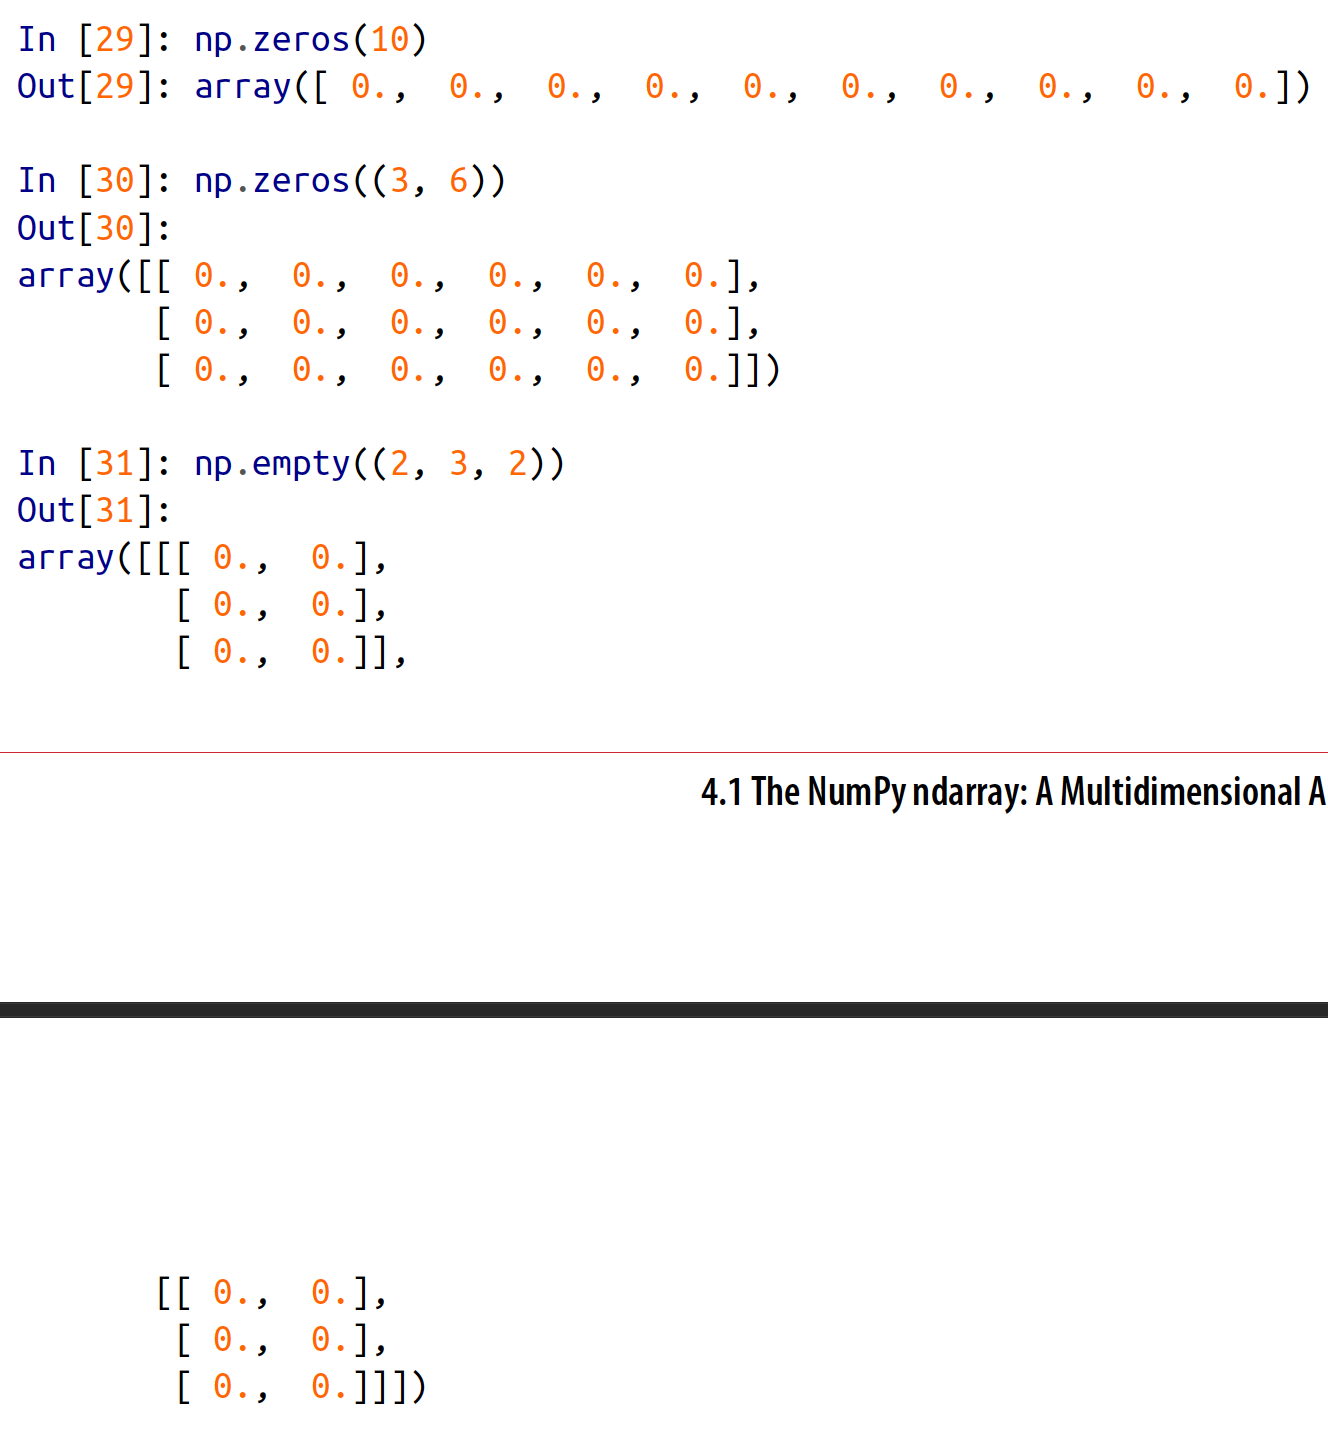 In [29]: np.zeros(10)
Out[29]: array([ 0.,  0.,  0.,  0.,  0.,  0.,  0.,  0.,  0.,  0.])
In [30]: np.zeros((3, 6))
Out[30]:
array([[ 0.,  0.,  0.,  0.,  0.,  0.],
       [ 0.,  0.,  0.,  0.,  0.,  0.],
       [ 0.,  0.,  0.,  0.,  0.,  0.]])
In [31]: np.empty((2, 3, 2))
Out[31]:
array([[[ 0.,  0.],
        [ 0.,  0.],
        [ 0.,  0.]],
4.1 The NumPy ndarray: A Multidimensional A
       [[ 0.,  0.],
        [ 0.,  0.],
        [ 0.,  0.]]])